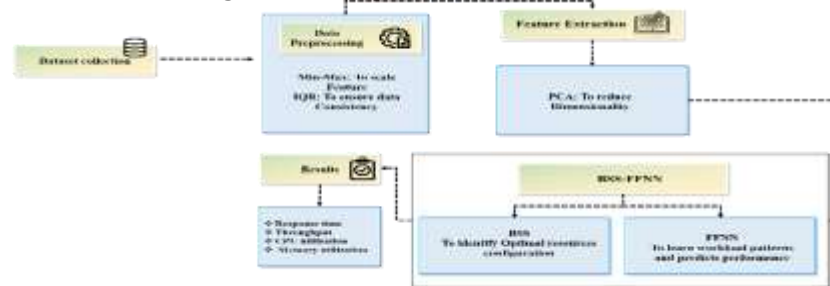 Dataset collection
Data
Preprocessing
Min-Max: To scale
Feature
IQR: To ensure data
Consistency
Feature Extraction
PCA: To reduce
Dimensionality
Results
Response time
Throughput
CPU utilization
Memory utilization
-FFNN
To Identify Optimal resources
configuration
FFNN
To learn workload patterns
and predicts performance